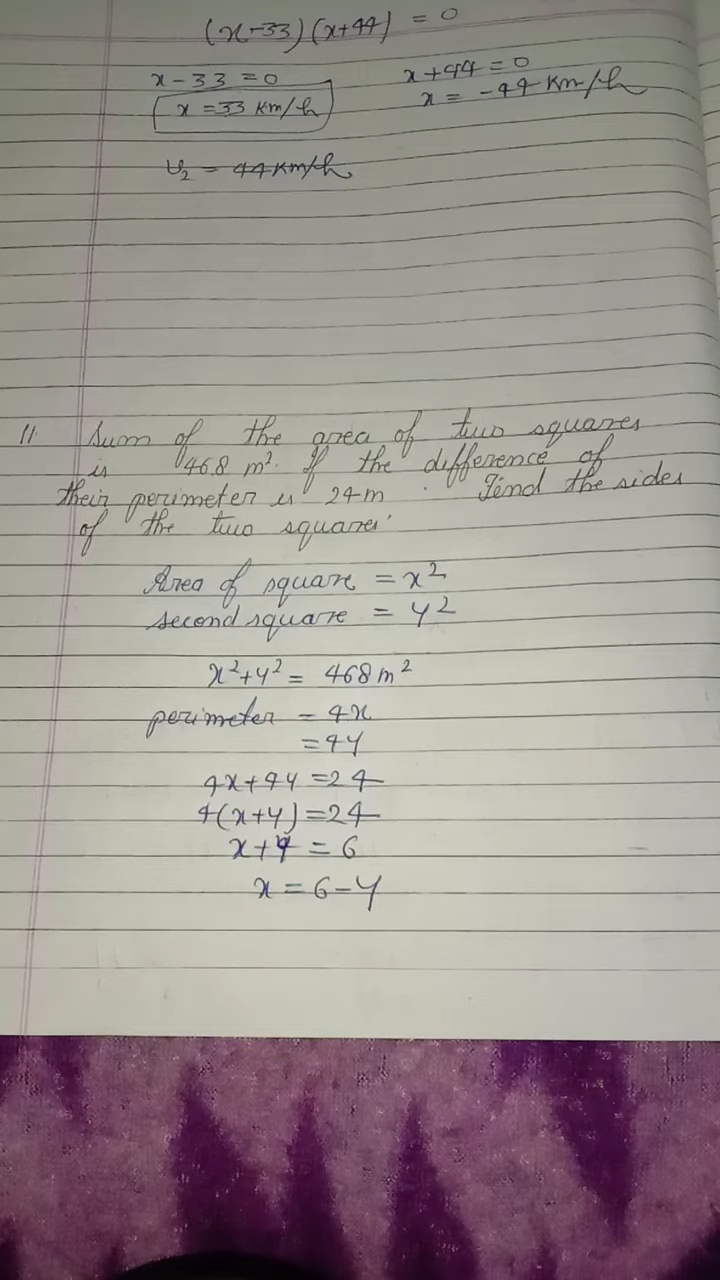 (x-33)(x+44) = 0
x-33=0 x+44=0
x=33 km/h x = -44 km/h
v₂ = 44 km/h
11. Sum of the area of two squares
is 468 m². If the difference of
their perimeter is 24m. Find the sides
of the two squares.
Area of square = x²
second square = y²
x²+y² = 468m²
perimeter = 4x
=4y
4x+4y=24
4(x+y)=24
x+y = 6
x = 6-y